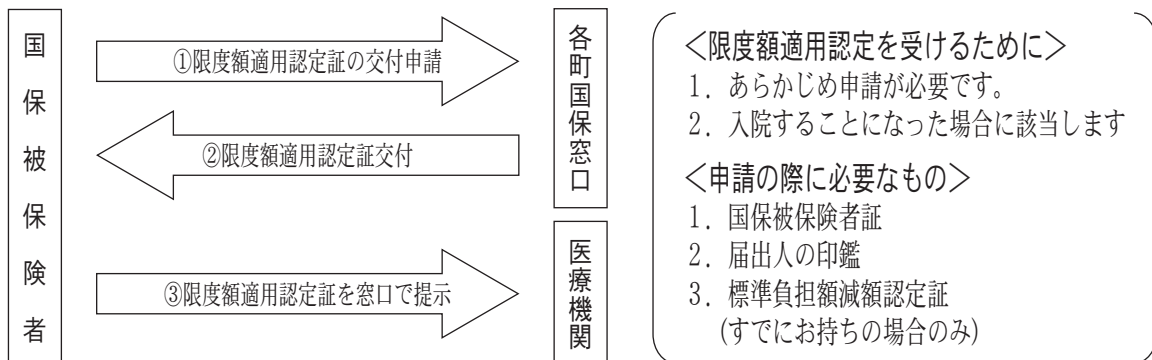 国保被保険者
①限度額適用認定証の交付申請
②限度額適用認定証交付
③限度額適用認定証を窓口で提示
各町国保窓口
医療機関
＜限度額適用認定を受けるために＞
1．あらかじめ申請が必要です。
2．入院することになった場合に該当します
＜申請の際に必要なもの＞
1．国保被保険者証
2．届出人の印鑑
3．標準負担額減額認定証
(すでにお持ちの場合のみ)